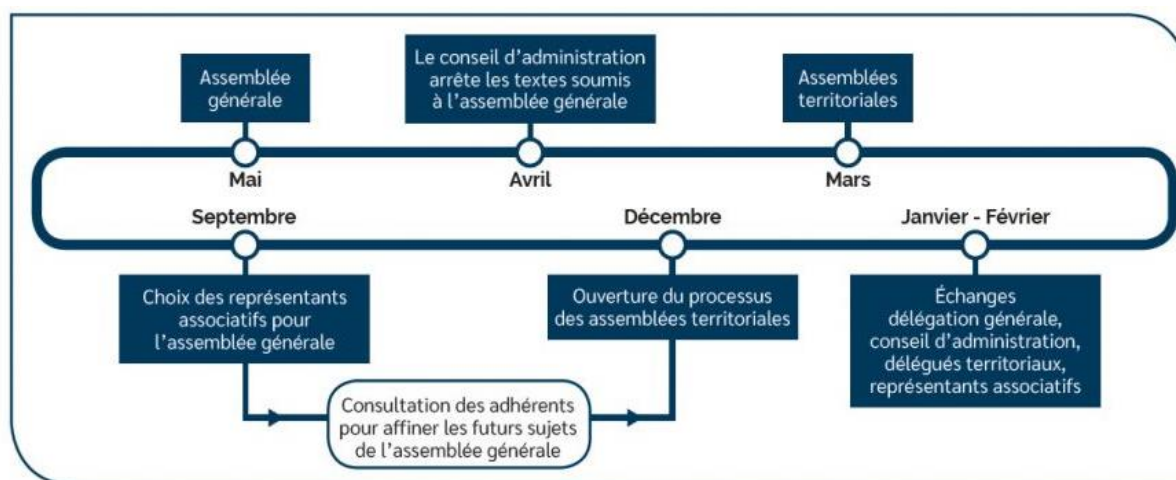 Assemblée
générale
Le conseil d’administration
arrête les textes soumis
à l’assemblée générale
Assemblées
territoriales
Mai
Avril
Mars
Septembre
Décembre
Janvier - Février
Choix des représentants
associatifs pour
l’assemblée générale
Ouverture du processus
des assemblées territoriales
Échanges
délégation générale,
conseil d’administration,
délégués territoriaux,
représentants associatifs
Consultation des adhérents
pour affiner les futurs sujets
de l’assemblée générale